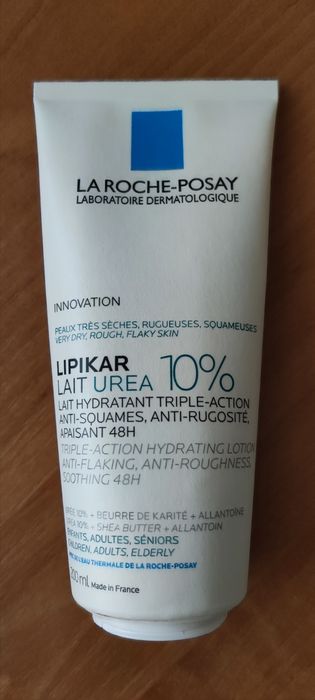 LA ROCHE-POSAY
LABORATOIRE DERMATOLOGIQUE
INNOVATION
PEAUX TRÈS SÈCHES, RUGUEUSES, SQUAMEUSES
VERY DRY, ROUGH, FLAKY SKIN
LIPIKAR
LAIT UREA 10%
LAIT HYDRATANT TRIPLE-ACTION
ANTI-SQUAMES, ANTI-RUGOSITÉ,
APAISANT 48H
TRIPLE-ACTION HYDRATING LOTION
ANTI-FLAKING, ANTI-ROUGHNESS,
SOOTHING 48H
URÉE 10% + BEURRE DE KARITÉ + ALLANTOÏNE
UREA 10% + SHEA BUTTER + ALLANTOIN
ENFANTS, ADULTES, SÉNIORS
CHILDREN, ADULTS, ELDERLY
AVEC DE L'EAU THERMALE DE LA ROCHE-POSAY
200 ml Made in France